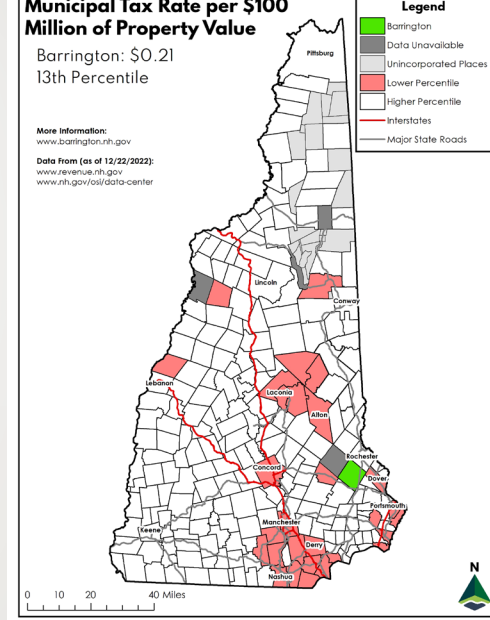 Municipal Tax Rate per $100
Million of Property Value
Barrington: $0.21
13th Percentile
More Information:
www.barrington.nh.gov
Data From (as of 12/22/2022):
www.revenue.nh.gov
www.nh.gov/osi/data-center
Legend
Barrington
Data Unavailable
Unincorporated Places
Lower Percentile
Higher Percentile
Interstates
Major State Roads
Pittsburg
Lincoln
Conway
Lebanon
Laconia
Alton
Rochester
Concord
Dover
Portsmouth
Manchester
Keene
Derry
Nashua
0 10 20 40 Miles
N